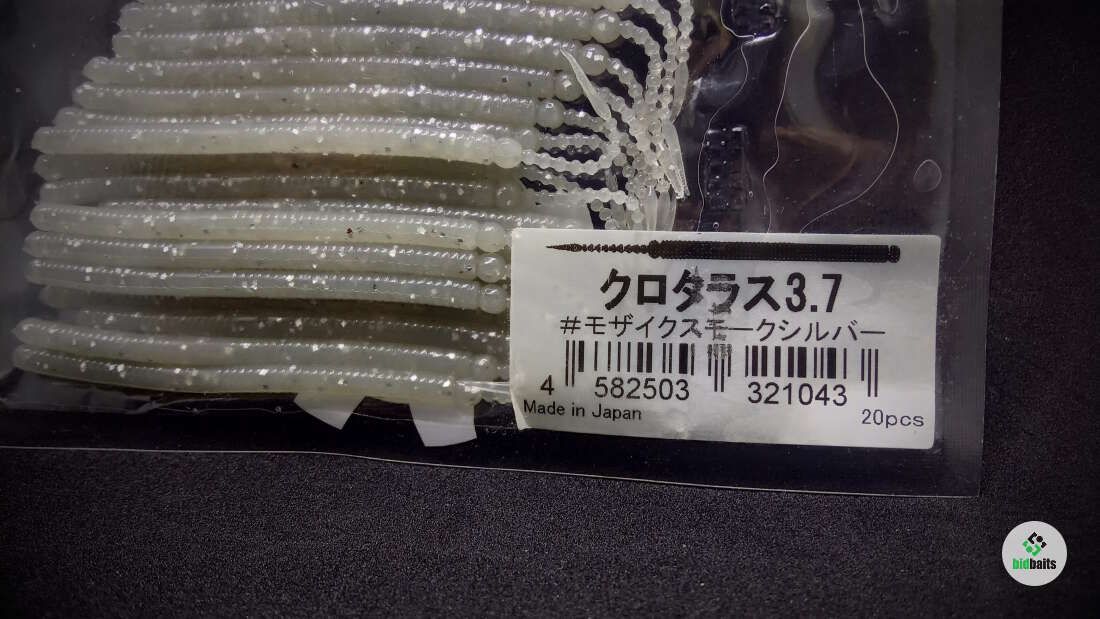 クロタラス3.7
#モザイクスモークシルバー
4 582503 321043
Made in Japan
20pcs
bidbaits